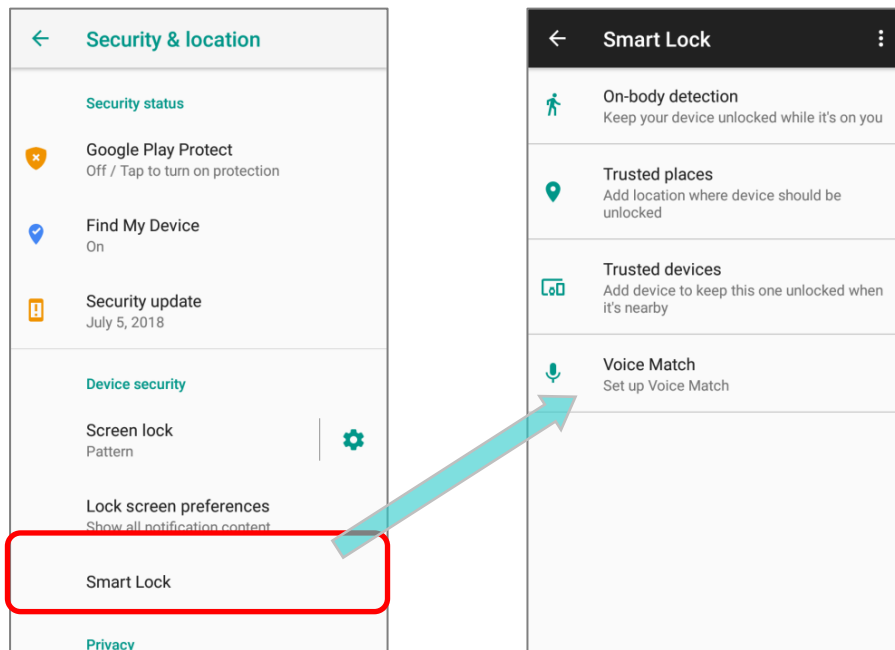 Security & location
Security status
Google Play Protect
Off / Tap to turn on protection
Find My Device
On
Security update
July 5, 2018
Device security
Screen lock
Pattern
Lock screen preferences
Show all notification content
Smart Lock
Privacy
Smart Lock
On-body detection
Keep your device unlocked while it's on you
Trusted places
Add location where device should be
unlocked
Trusted devices
Add device to keep this one unlocked when
it's nearby
Voice Match
Set up Voice Match